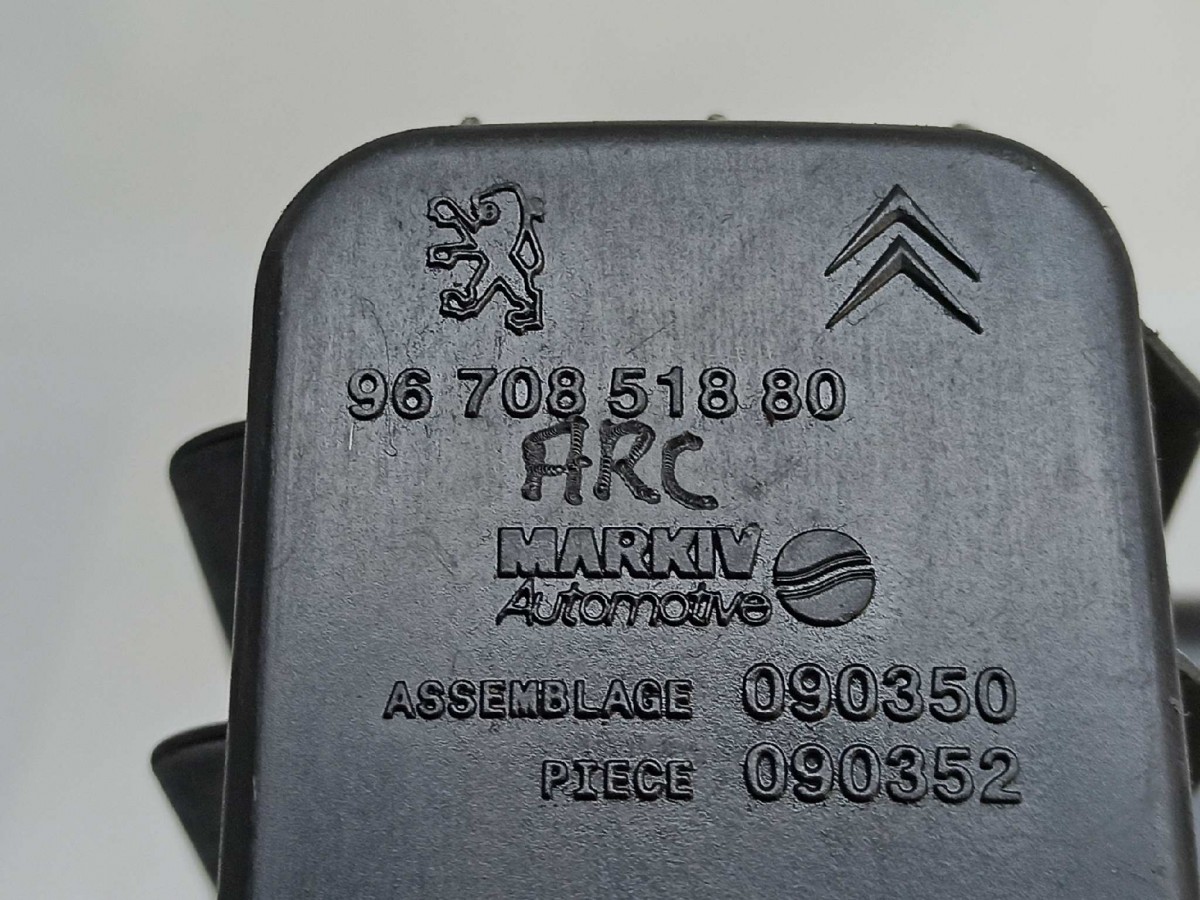 96 708 518 80
ARC
MARKIV
Automotive
ASSEMBLAGE 090350
PIECE 090352